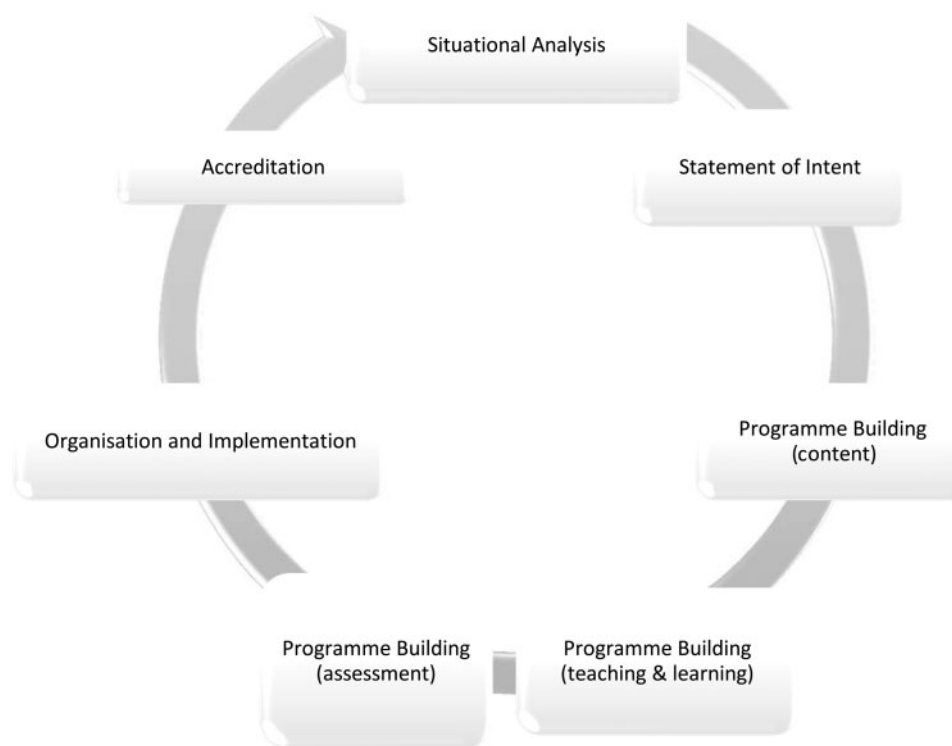 Situational Analysis
Statement of Intent
Programme Building
(content)
Programme Building
(teaching & learning)
Programme Building
(assessment)
Organisation and Implementation
Accreditation